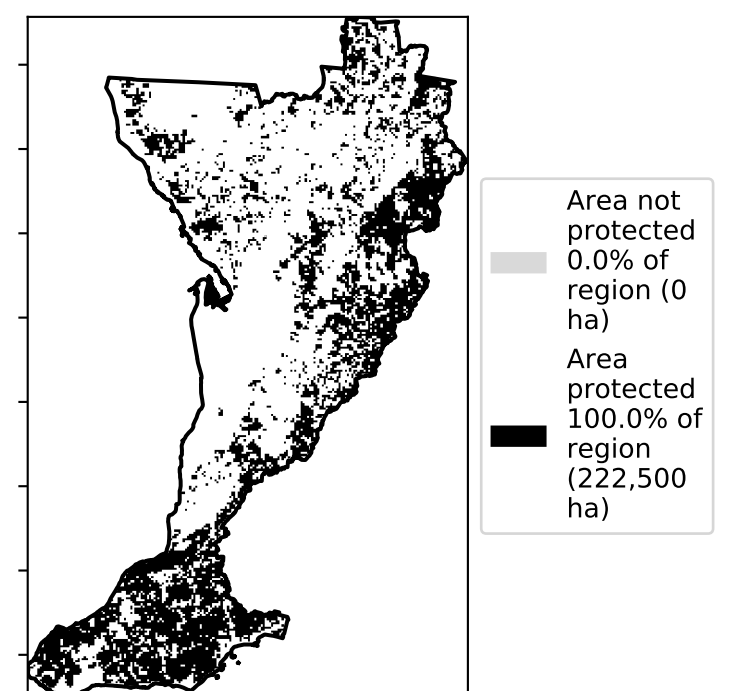 Area not
protected
0.0% of
region (0
ha)
Area
protected
100.0% of
region
(222,500
ha)